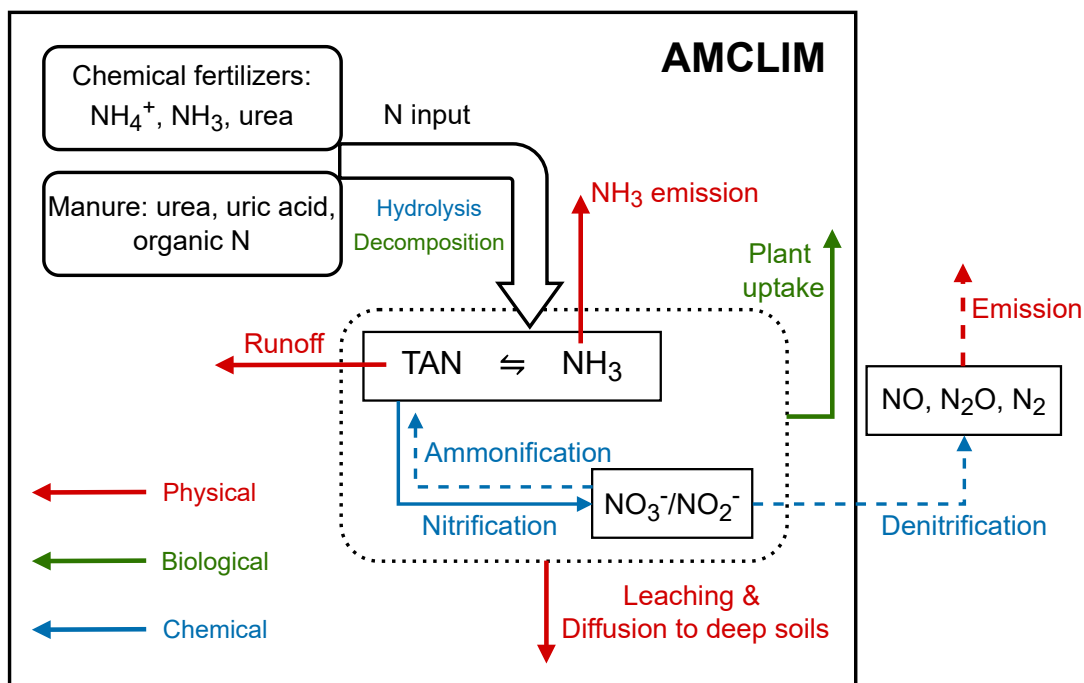 AMCLIM
Chemical fertilizers:
NH₄⁺, NH₃, urea
N input
Manure: urea, uric acid,
organic N
Hydrolysis
Decomposition
NH₃ emission
Plant
uptake
Emission
Runoff
TAN ⇋ NH₃
NO, N₂O, N₂
Ammonification
NO₃⁻/NO₂⁻
Nitrification
Denitrification
Physical
Biological
Chemical
Leaching &
Diffusion to deep soils